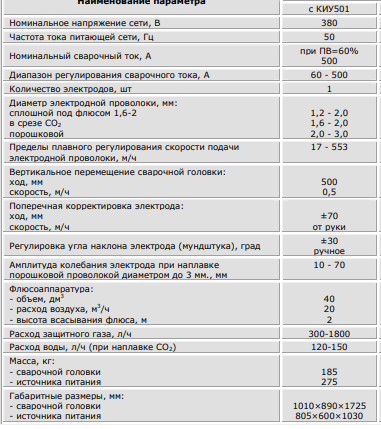 Наименование параметра
с КИУ501
Номинальное напряжение сети, В 380
Частота тока питающей сети, Гц 50
Номинальный сварочный ток, А при ПВ=60%
500
Диапазон регулирования сварочного тока, А 60 - 500
Количество электродов, шт 1
Диаметр электродной проволоки, мм:
сплошной под флюсом 1,6-2 1,2 - 2,0
в срезе CO2 1,6 - 2,0
порошковой 2,0 - 3,0
Пределы плавного регулирования скорости подачи 17 - 553
электродной проволоки, м/ч
Вертикальное перемещение сварочной головки:
ход, мм 500
скорость, м/ч 0,5
Поперечная корректировка электрода:
ход, мм ±70
скорость, м/ч от руки
Регулировка угла наклона электрода (мундштука), град ±30
ручное
Амплитуда колебания электрода при наплавке 10 - 70
порошковой проволокой диаметром до 3 мм., мм
Флюсоаппаратура:
- объем, дм3 40
- расход воздуха, м3/ч 20
- высота всасывания флюса, м 2
Расход защитного газа, л/ч 300-1800
Расход воды, л/ч (при наплавке CO2) 120-150
Масса, кг:
- сварочной головки 185
- источника питания 275
Габаритные размеры, мм:
- сварочной головки 1010×890×1725
- источника питания 805×600×1030